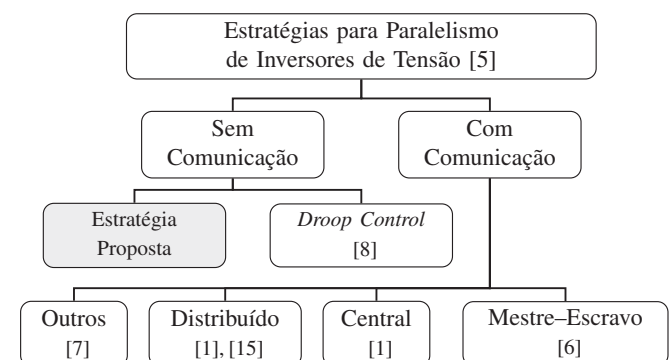 Estratégias para Paralelismo
de Inversores de Tensão [5]
Sem
Comunicação
Com
Comunicação
Estratégia
Proposta
Droop Control
[8]
Outros
[7]
Distribuído
[1], [15]
Central
[1]
Mestre–Escravo
[6]